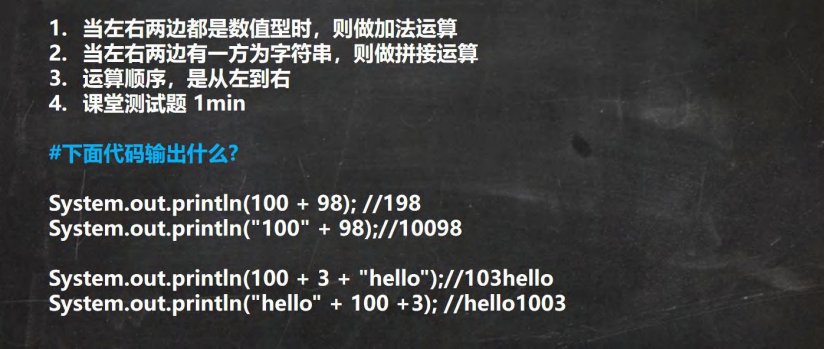 1. 当左右两边都是数值型时，则做加法运算
2. 当左右两边有一方为字符串，则做拼接运算
3. 运算顺序，是从左到右
4. 课堂测试题 1min
#下面代码输出什么?
System.out.println(100 + 98); //198
System.out.println("100" + 98);//10098
System.out.println(100 + 3 + "hello");//103hello
System.out.println("hello" + 100 +3); //hello1003